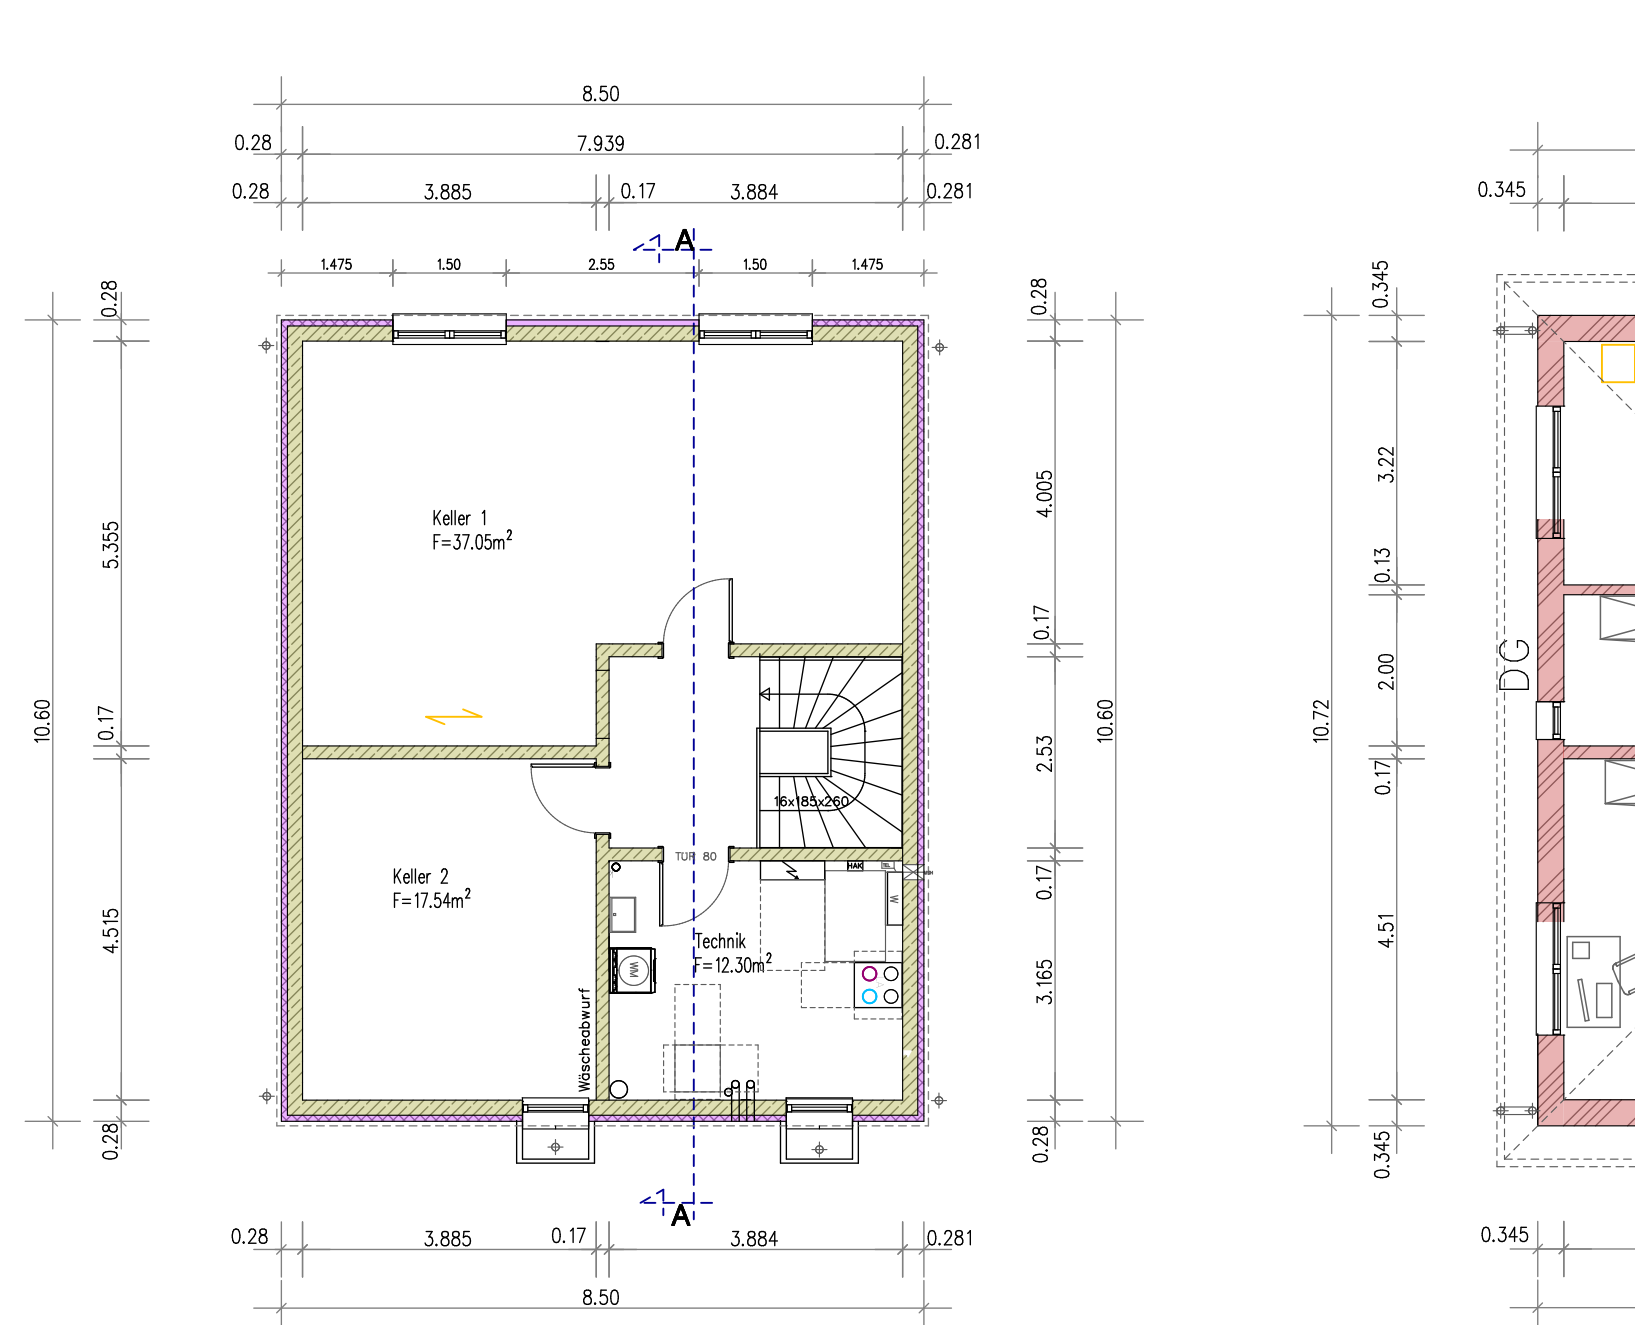 8.50
0.28 7.939 0.281
0.28 3.885 0.17 3.884 0.281
0.345
A
1.475 1.50 2.55 1.50 1.475
0.28
5.355
0.17
4.515
0.28
10.60
Keller 1
F=37.05m²
16x185x260
TÜR 80
HAK
W
Keller 2
F=17.54m²
Technik
F=12.30m²
WM
Wäscheabwurf
0.28
4.005
0.17
2.53
0.17
3.165
0.28
10.60
10.72
0.345
3.22
0.13
2.00
0.17
4.51
0.345
DG
A
0.28 3.885 0.17 3.884 0.281
0.345
8.50